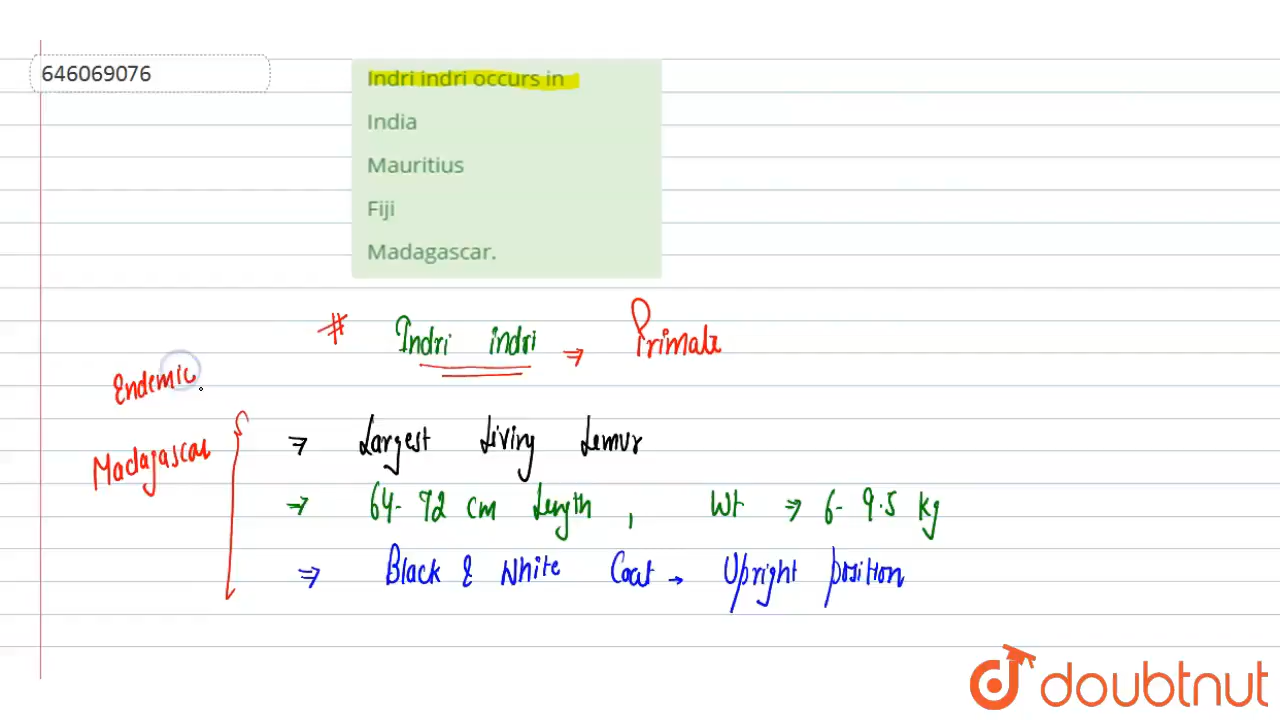 646069076
Indri indri occurs in
India
Mauritius
Fiji
Madagascar.
# Indri indri ⇒ Primate
Endemic
Madagascar
⇒ Largest Living Lemur
⇒ 64-72 cm Length, Wt ⇒ 6-9.5 kg
⇒ Black & White Coat → Upright position
doubtnut